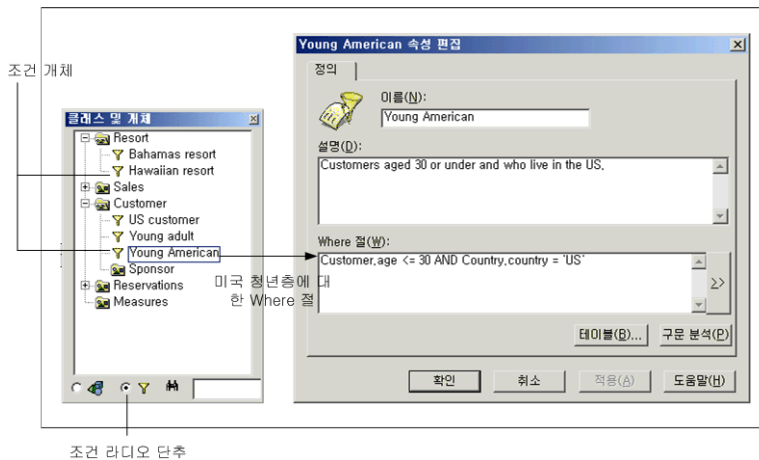 조건 개체
클래스 및 개체
Resort
Bahamas resort
Hawaiian resort
Sales
Customer
US customer
Young adult
Young American
Sponsor
Reservations
Measures
조건 라디오 단추
미국 청년층에 대
한 Where 절
Young American 속성 편집
정의
이름(N):
Young American
설명(D):
Customers aged 30 or under and who live in the US.
Where 절(W):
Customer.age <= 30 AND Country.country = 'US'
>>
테이블(B)... 구문 분석(P)
확인 취소 적용(A) 도움말(H)